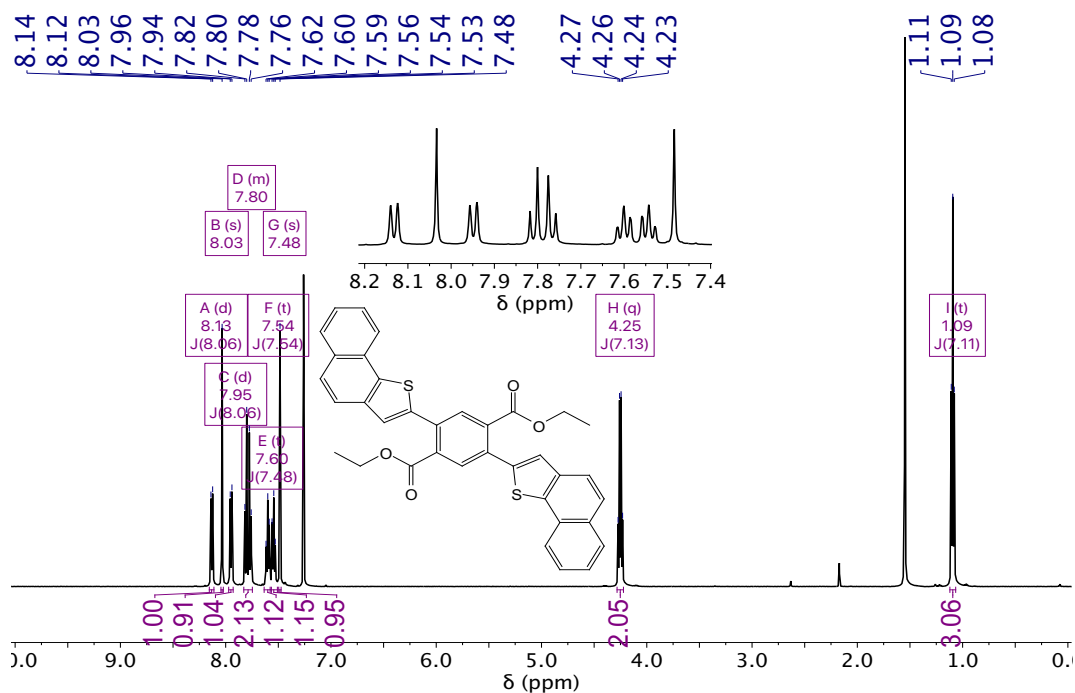 8.14 8.12 8.03 7.96 7.94 7.82 7.80 7.78 7.76 7.62 7.60 7.59 7.56 7.54 7.53 7.48 4.27 4.26 4.24 4.23 1.11 1.09 1.08
D (m)
7.80
B (s)
8.03
G (s)
7.48
8.2 8.1 8.0 7.9 7.8 7.7 7.6 7.5 7.4
δ (ppm)
A (d)
8.13
J(8.06)
F (t)
7.54
J(7.54)
H (q)
4.25
J(7.13)
I (t)
1.09
J(7.11)
C (d)
7.95
J(8.06)
E (t)
7.60
J(7.48)
S
O
O
O
O
S
1.00 0.91 1.04 2.13 1.12 1.15 0.95 2.05 3.06
0.0 9.0 8.0 7.0 6.0 5.0 4.0 3.0 2.0 1.0 0.0
δ (ppm)